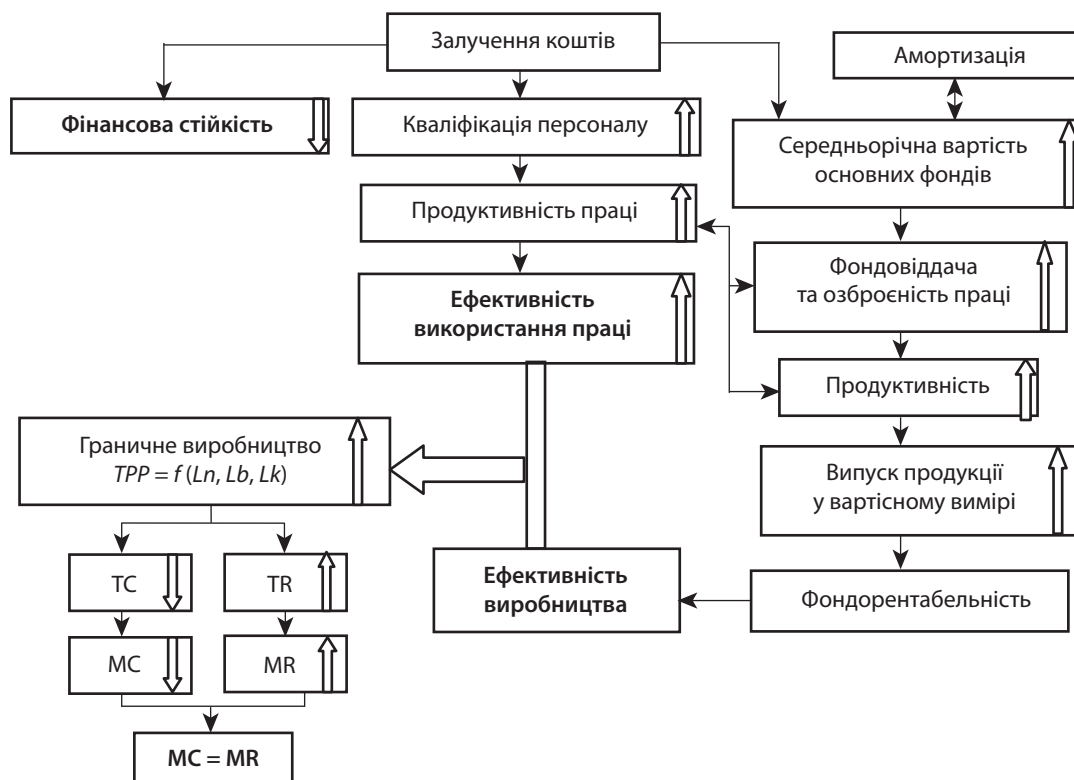 Залучення коштів
Амортизація
Фінансова стійкість
Кваліфікація персоналу
Середньорічна вартість
основних фондів
Продуктивність праці
Фондовіддача
та озброєність праці
Ефективність
використання праці
Продуктивність
Граничне виробництво
TPP = f (Ln, Lb, Lk)
Випуск продукції
у вартісному вимірі
TC
TR
Ефективність
виробництва
Фондорентабельність
MC
MR
MC = MR